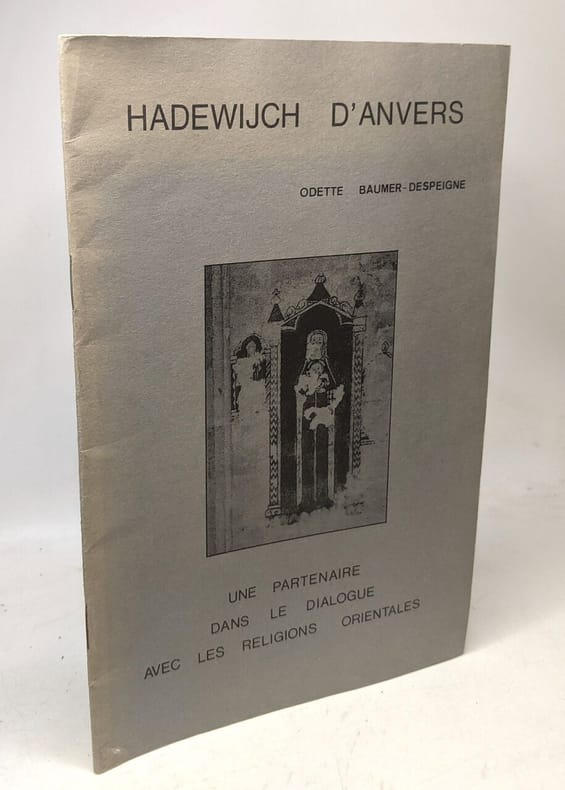 HADEWIJCH D'ANVERS
ODETTE BAUMER-DESPEIGNE
UNE PARTENAIRE
DANS LE DIALOGUE
AVEC LES RELIGIONS ORIENTALES